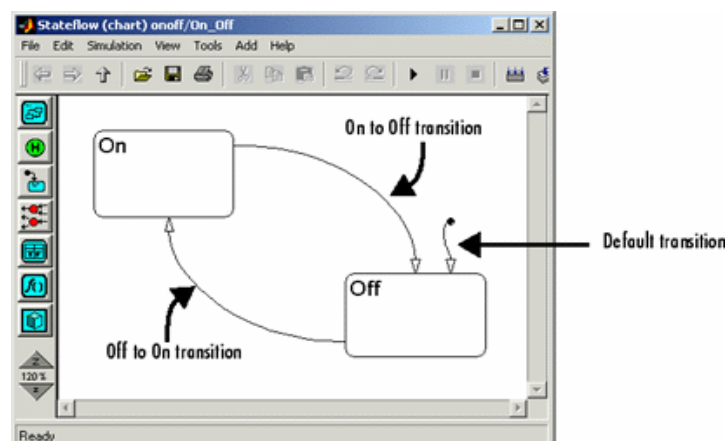 Stateflow (chart) onoff/On_Off
File Edit Simulation View Tools Add Help
On
On to Off transition
Default transition
Off
Off to On transition
120%
Ready